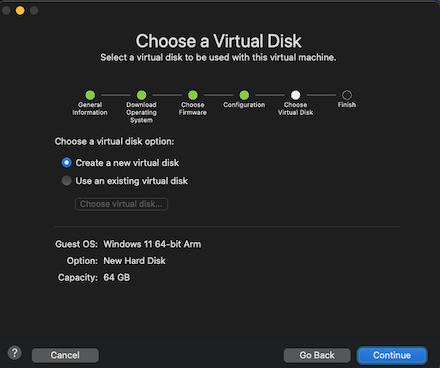 Choose a Virtual Disk
Select a virtual disk to be used with this virtual machine.
General
Information
Download
Operating
System
Choose
Firmware
Configuration
Choose
Virtual Disk
Finish
Choose a virtual disk option:
Create a new virtual disk
Use an existing virtual disk
Choose virtual disk...
Guest OS: Windows 11 64-bit Arm
Option: New Hard Disk
Capacity: 64 GB
? Cancel Go Back Continue